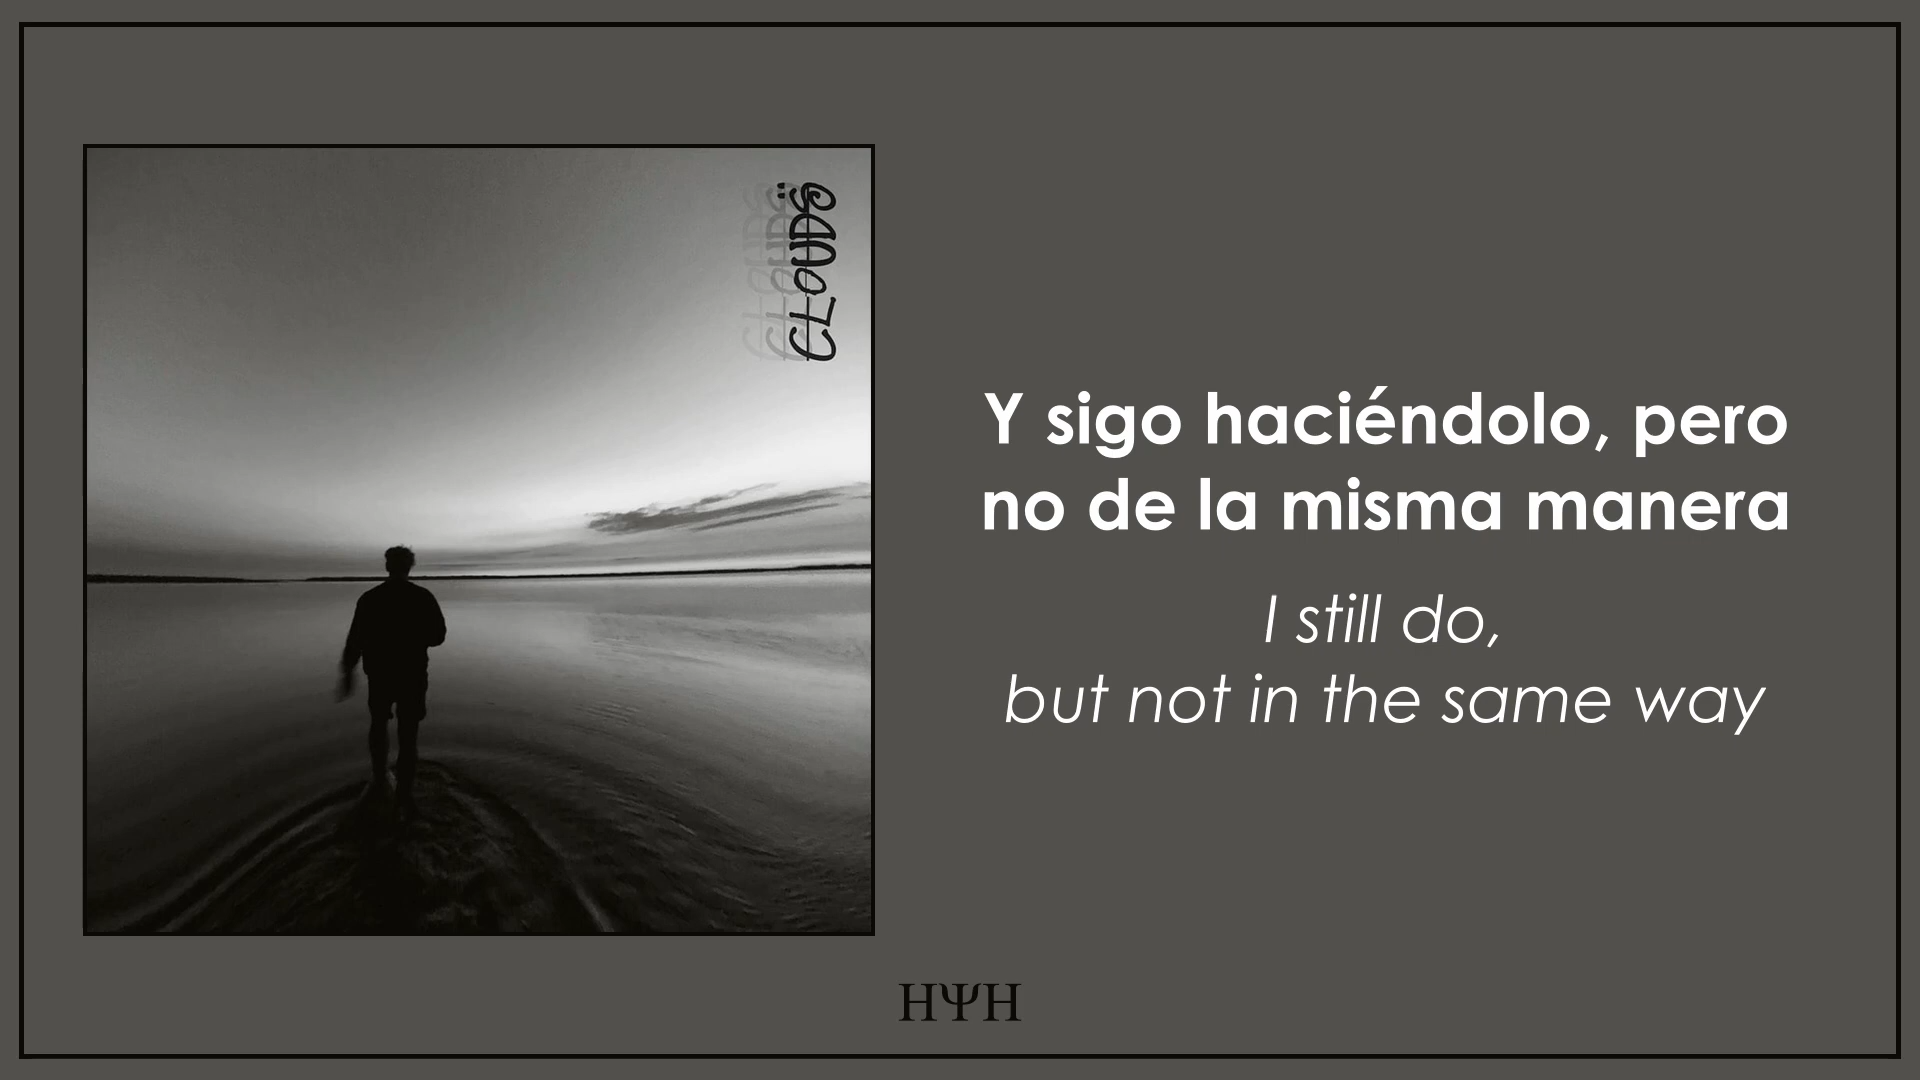 CLOUDS
Y sigo haciéndolo, pero
no de la misma manera
I still do,
but not in the same way
HΨH